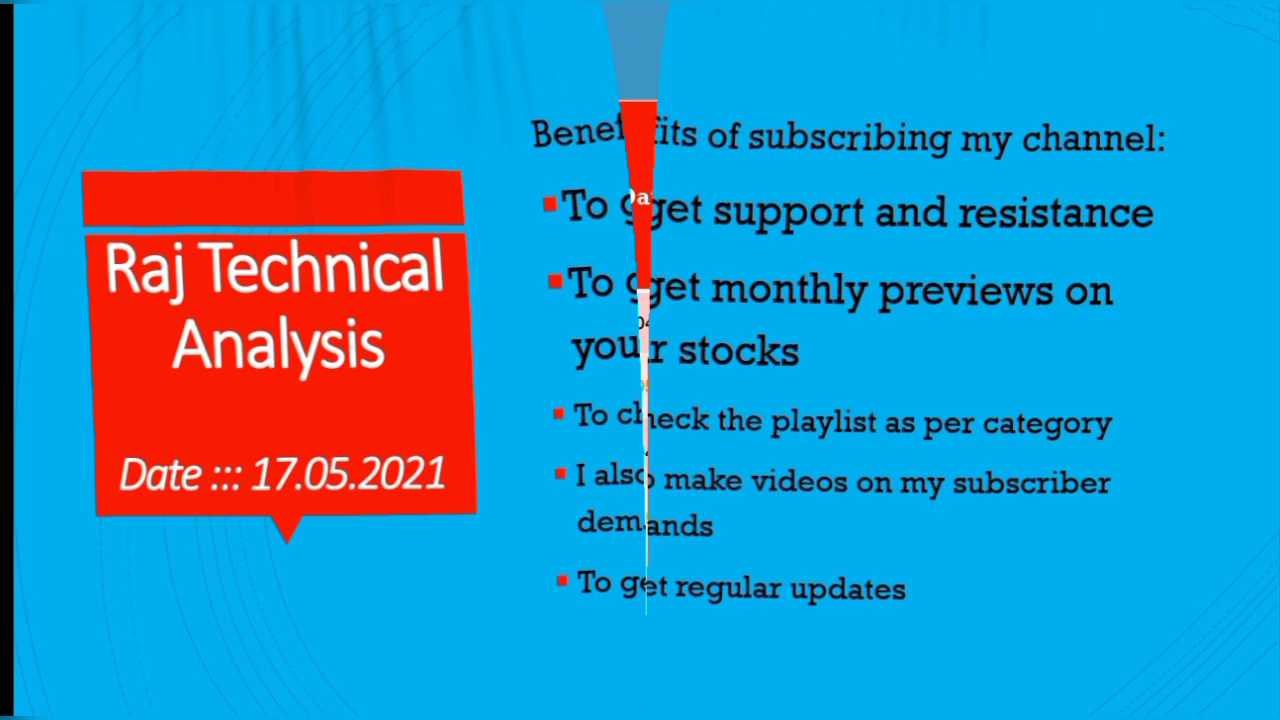 Raj Technical
Analysis
Date ::: 17.05.2021
Benefits of subscribing my channel:
To get support and resistance
To get monthly previews on
your stocks
To check the playlist as per category
I also make videos on my subscriber
demands
To get regular updates